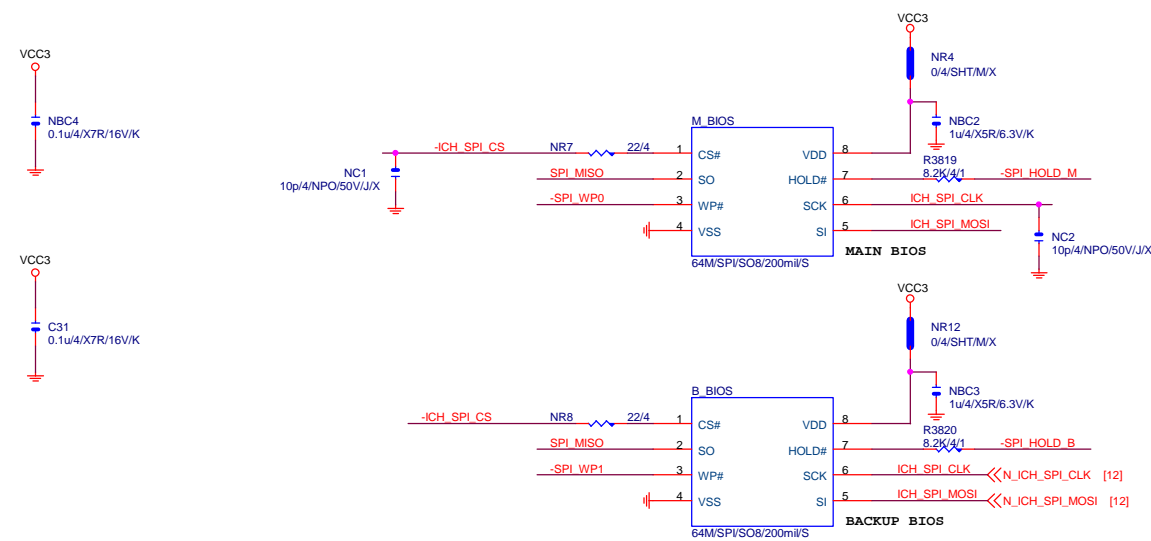 VCC3
NBC4
0.1u/4/X7R/16V/K
VCC3
C31
0.1u/4/X7R/16V/K
VCC3
NR4
0/4/SHT/M/X
NBC2
1u/4/X5R/6.3V/K
M_BIOS
-ICH_SPI_CS NR7 22/4 1 CS# VDD 8
NC1
10p/4/NPO/50V/J/X
R3819
8.2K/4/1
SPI_MISO 2 SO HOLD# 7 -SPI_HOLD_M
-SPI_WP0 3 WP# SCK 6 ICH_SPI_CLK
4 VSS SI 5 ICH_SPI_MOSI
NC2
10p/4/NPO/50V/J/X
MAIN BIOS
64M/SPI/SO8/200mil/S
VCC3
NR12
0/4/SHT/M/X
NBC3
1u/4/X5R/6.3V/K
B_BIOS
-ICH_SPI_CS NR8 22/4 1 CS# VDD 8
R3820
8.2K/4/1
SPI_MISO 2 SO HOLD# 7 -SPI_HOLD_B
-SPI_WP1 3 WP# SCK 6 ICH_SPI_CLK N_ICH_SPI_CLK [12]
4 VSS SI 5 ICH_SPI_MOSI N_ICH_SPI_MOSI [12]
BACKUP BIOS
64M/SPI/SO8/200mil/S